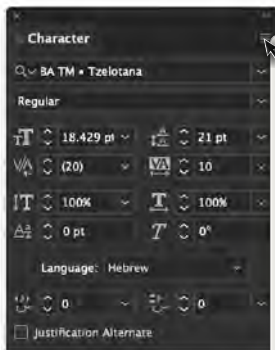 Character
BA TM • Tzelotana
Regular
18.429 pt 21 pt
(20) 10
100% 100%
0 pt 0°
Language: Hebrew
0 0
Justification Alternate